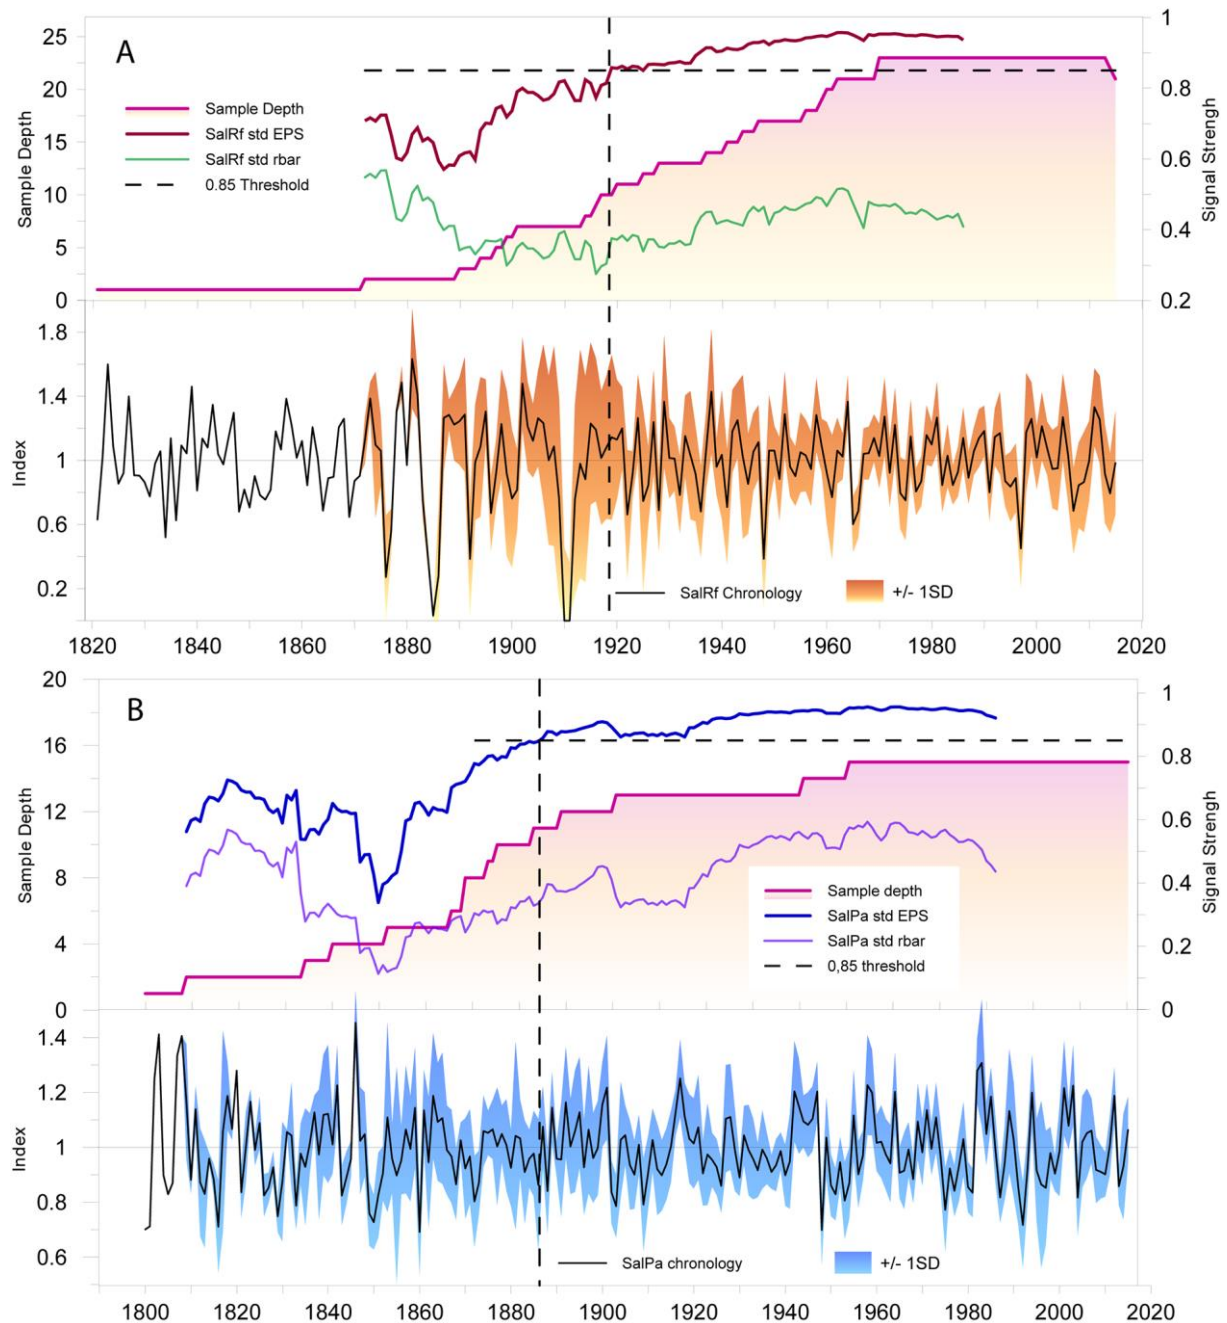 A
25
20
15
10
5
0
Sample Depth
Sample Depth
SalRf std EPS
SalRf std rbar
0.85 Threshold
1
0.8
0.6
0.4
0.2
Signal Strengh
1.8
1.4
1
0.6
0.2
Index
SalRf Chronology
+/- 1SD
1820 1840 1860 1880 1900 1920 1940 1960 1980 2000 2020
B
20
16
12
8
4
0
Sample Depth
Sample depth
SalPa std EPS
SalPa std rbar
0,85 threshold
1
0.8
0.6
0.4
0.2
0
Signal Strengh
1.4
1.2
1
0.8
0.6
Index
SalPa chronology
+/- 1SD
1800 1820 1840 1860 1880 1900 1920 1940 1960 1980 2000 2020